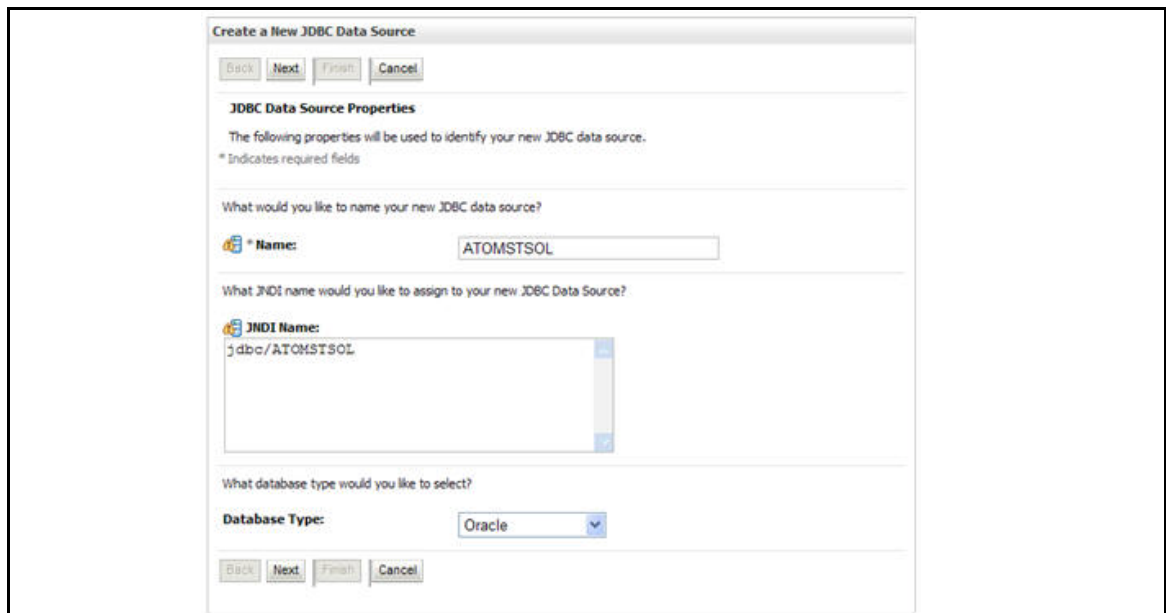 Create a New JDBC Data Source
Back Next Finish Cancel
JDBC Data Source Properties
The following properties will be used to identify your new JDBC data source.
* Indicates required fields
What would you like to name your new JDBC data source?
* Name: ATOMSTSOL
What JNDI name would you like to assign to your new JDBC Data Source?
JNDI Name:
jdbc/ATOMSTSOL
What database type would you like to select?
Database Type: Oracle
Back Next Finish Cancel